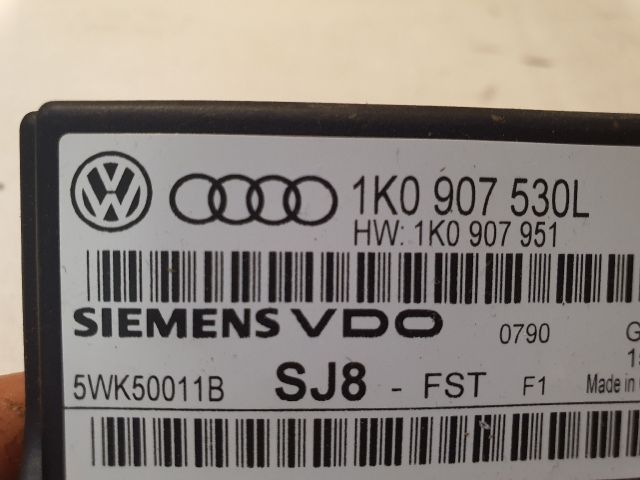 1K0 907 530L
HW: 1K0 907 951
SIEMENS VDO 0790 G
5WK50011B SJ8 - FST F1 Made in